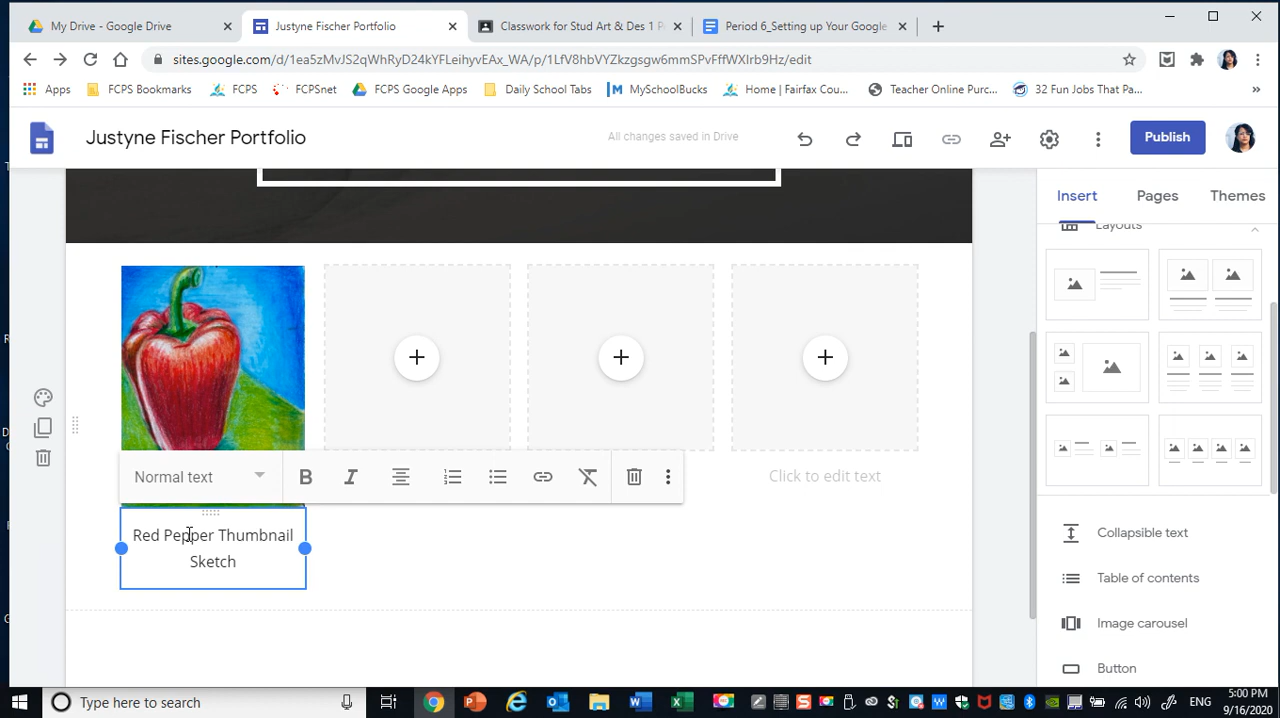 My Drive - Google Drive
Justyne Fischer Portfolio
Classwork for Stud Art & Des 1 P
Period 6_Setting up Your Google
sites.google.com/d/1ea5zMvJS2qWhRyD24kYFLeihyvEAx_WA/p/1LfV8hbVYZkzgsgw6mmSPvFffWXIrb9Hz/edit
Apps
FCPS Bookmarks
FCPS
FCPSnet
FCPS Google Apps
Daily School Tabs
MySchoolBucks
Home | Fairfax Cou...
Teacher Online Purc...
32 Fun Jobs That Pa...
Justyne Fischer Portfolio
All changes saved in Drive
Publish
Insert
Pages
Themes
Layouts
Normal text
Click to edit text
Red Pepper Thumbnail
Sketch
Collapsible text
Table of contents
Image carousel
Button
Type here to search
ENG
5:00 PM
9/16/2020